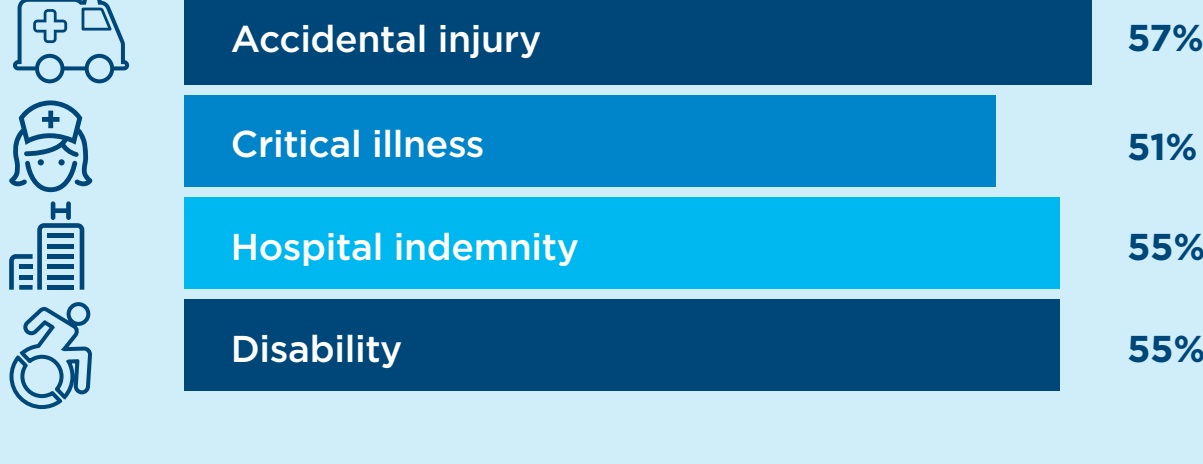 Accidental injury 57%
Critical illness 51%
H
Hospital indemnity 55%
Disability 55%